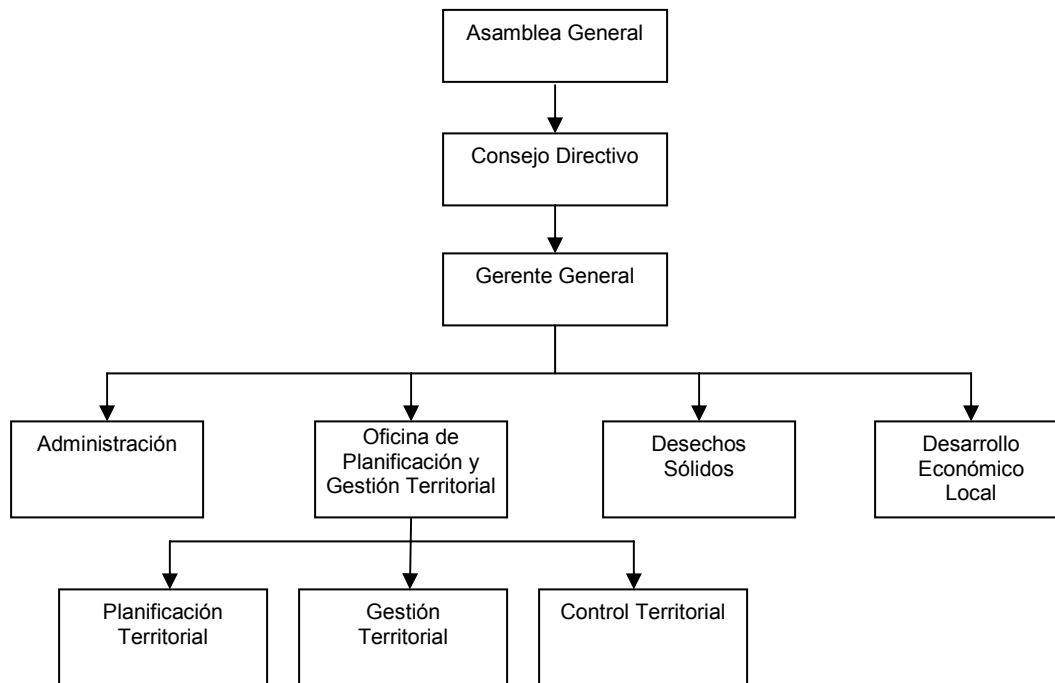 Asamblea General
Consejo Directivo
Gerente General
Administración
Oficina de
Planificación y
Gestión Territorial
Desechos
Sólidos
Desarrollo
Económico
Local
Planificación
Territorial
Gestión
Territorial
Control Territorial